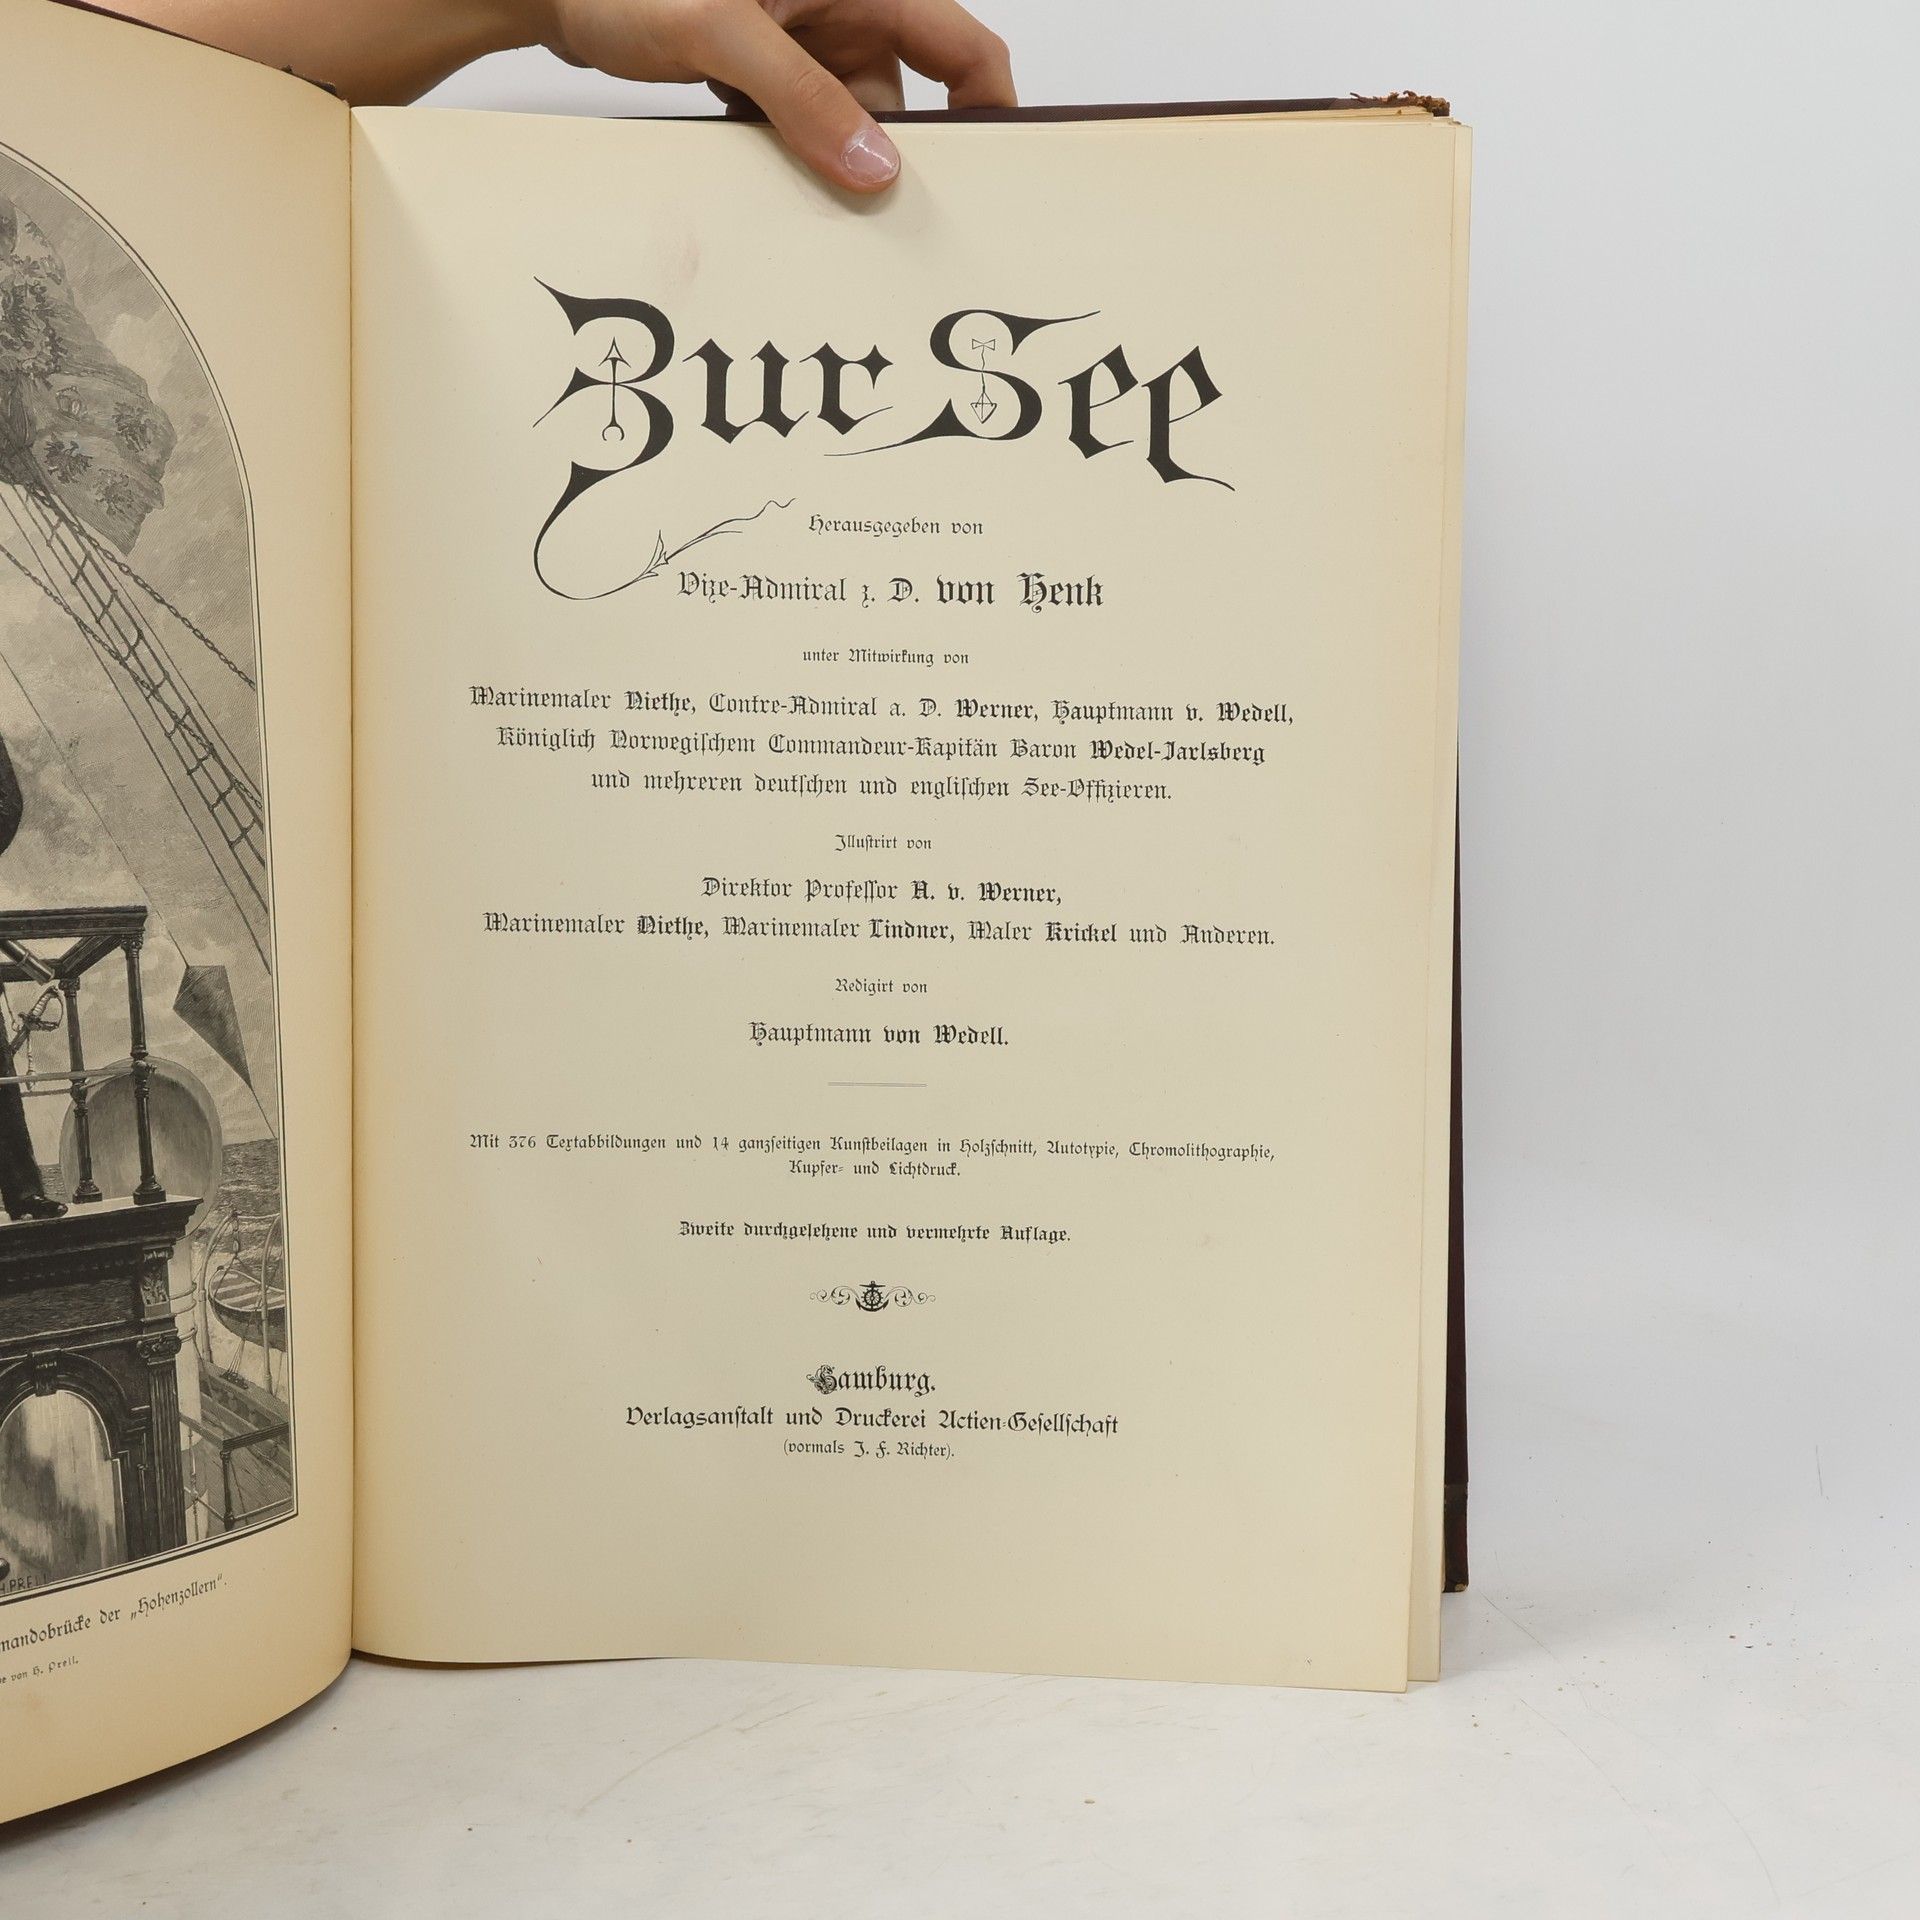 H. PRELL
mandobrücke der „Hohenzollern“.
von H. Prell.
Zur See
Herausgegeben von
Vize-Admiral z. D. von Henk
unter Mitwirkung von
Marinemaler Niethe, Contre-Admiral a. D. Werner, Hauptmann v. Wedell,
Königlich Norwegischem Commandeur-Kapitän Baron Wedel-Jarlsberg
und mehreren deutschen und englischen See-Offizieren.
Illustrirt von
Direktor Professor A. v. Werner,
Marinemaler Niethe, Marinemaler Lindner, Maler Krickel und Anderen.
Redigirt von
Hauptmann von Wedell.
Mit 376 Textabbildungen und 14 ganzseitigen Kunstbeilagen in Holzschnitt, Autotypie, Chromolithographie,
Kupfer- und Lichtdruck.
Zweite durchgesehene und vermehrte Auflage.
Hamburg.
Verlagsanstalt und Druckerei Actien-Gesellschaft
(vormals J. F. Richter).